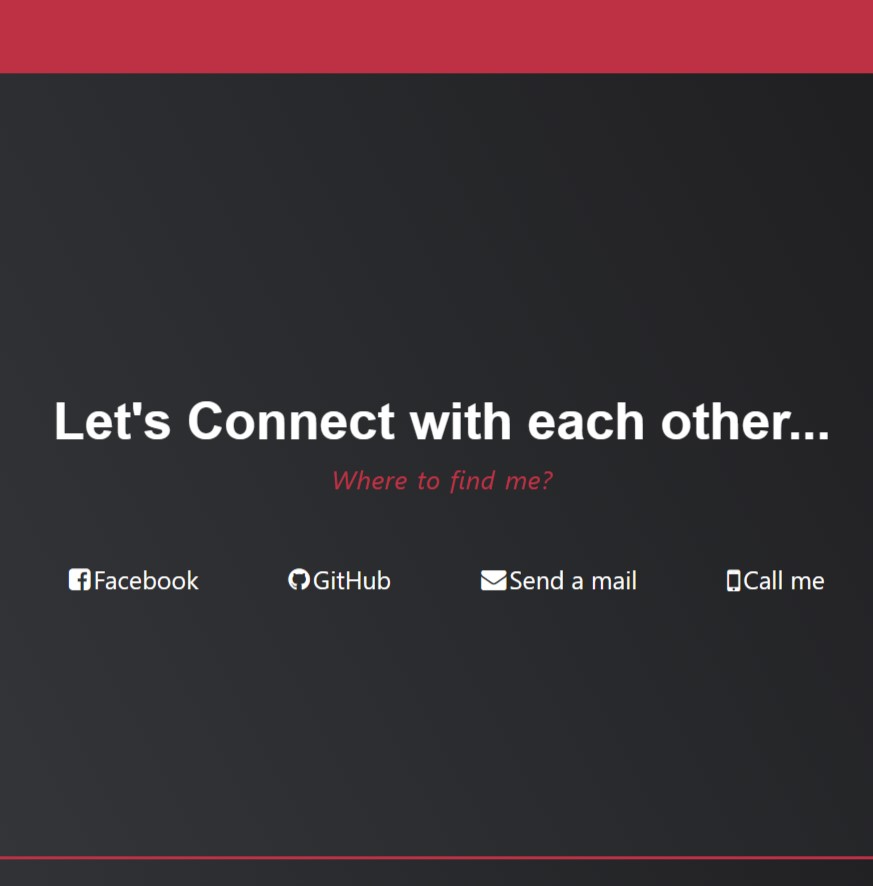 Let's Connect with each other...
Where to find me?
Facebook GitHub Send a mail Call me